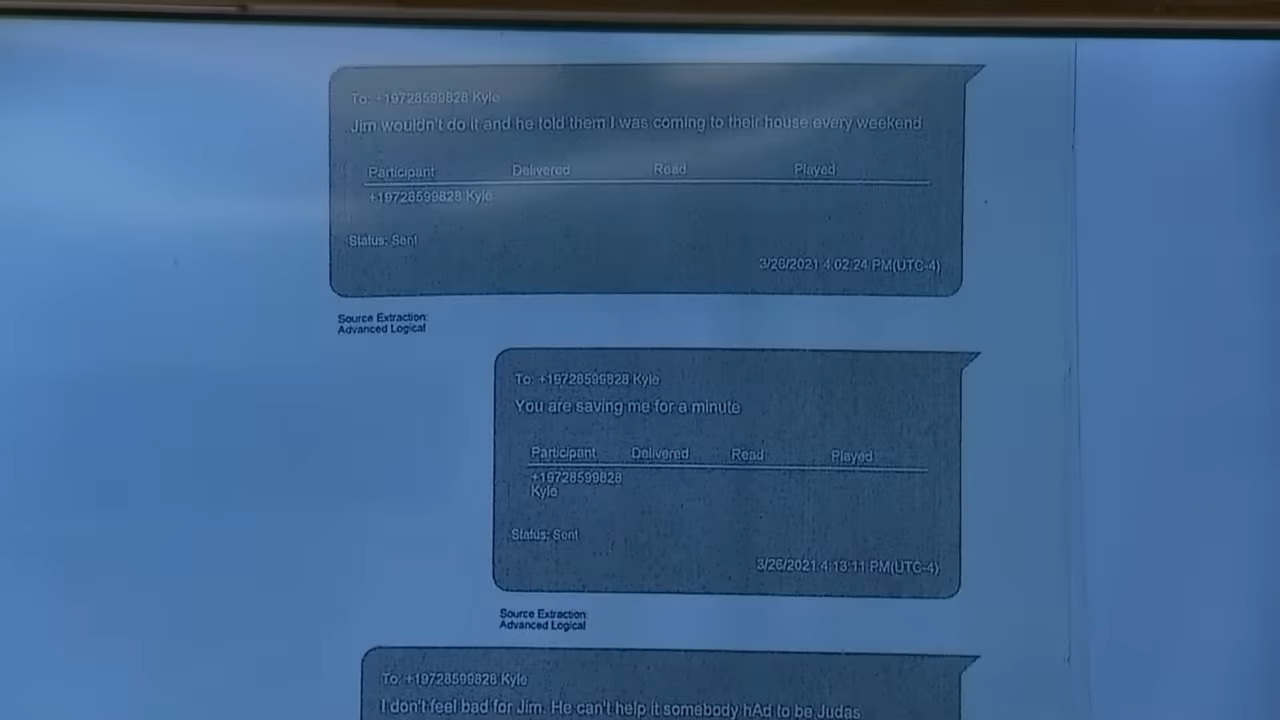 To: +19728599828 Kyle
Jim wouldn't do it and he told them I was coming to their house every weekend
Participant Delivered Read Played
+19728599828 Kyle
Status: Sent
3/26/2021 4:02:24 PM(UTC-4)
Source Extraction:
Advanced Logical
To: +19728599828 Kyle
You are saving me for a minute
Participant Delivered Read Played
+19728599828
Kyle
Status: Sent
3/26/2021 4:13:11 PM(UTC-4)
Source Extraction:
Advanced Logical
To: +19728599828 Kyle
I don't feel bad for Jim. He can't help it somebody hAd to be Judas